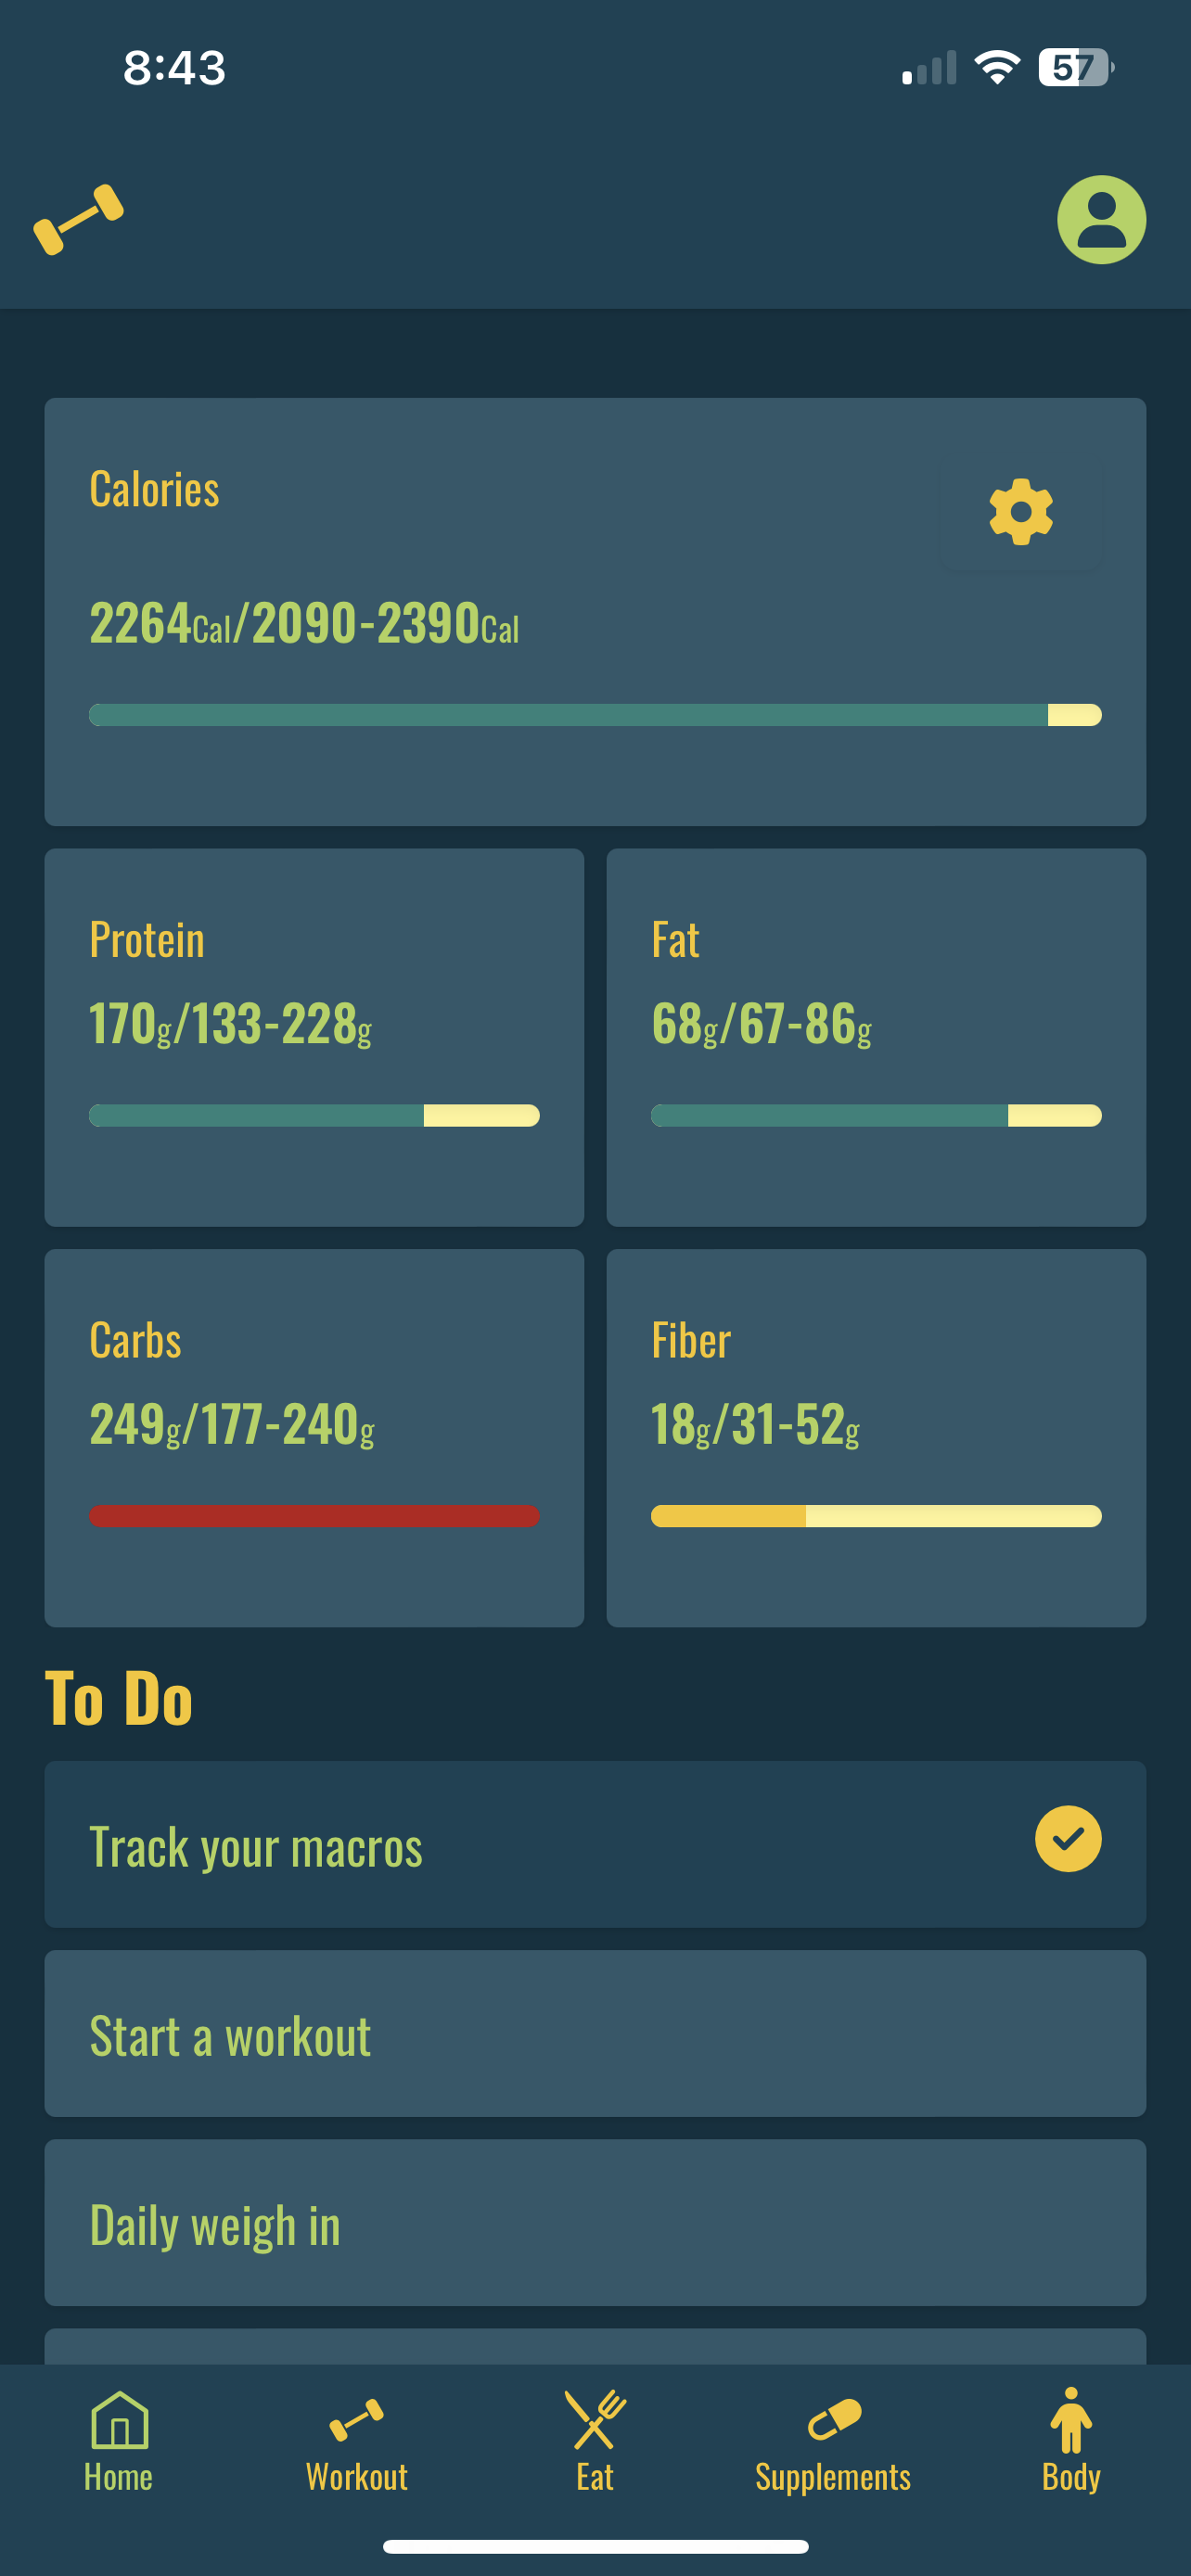 8:43
57
Calories
2264Cal/2090-2390Cal
Protein
170g/133-228g
Fat
68g/67-86g
Carbs
249g/177-240g
Fiber
18g/31-52g
To Do
Track your macros
Start a workout
Daily weigh in
Home
Workout
Eat
Supplements
Body